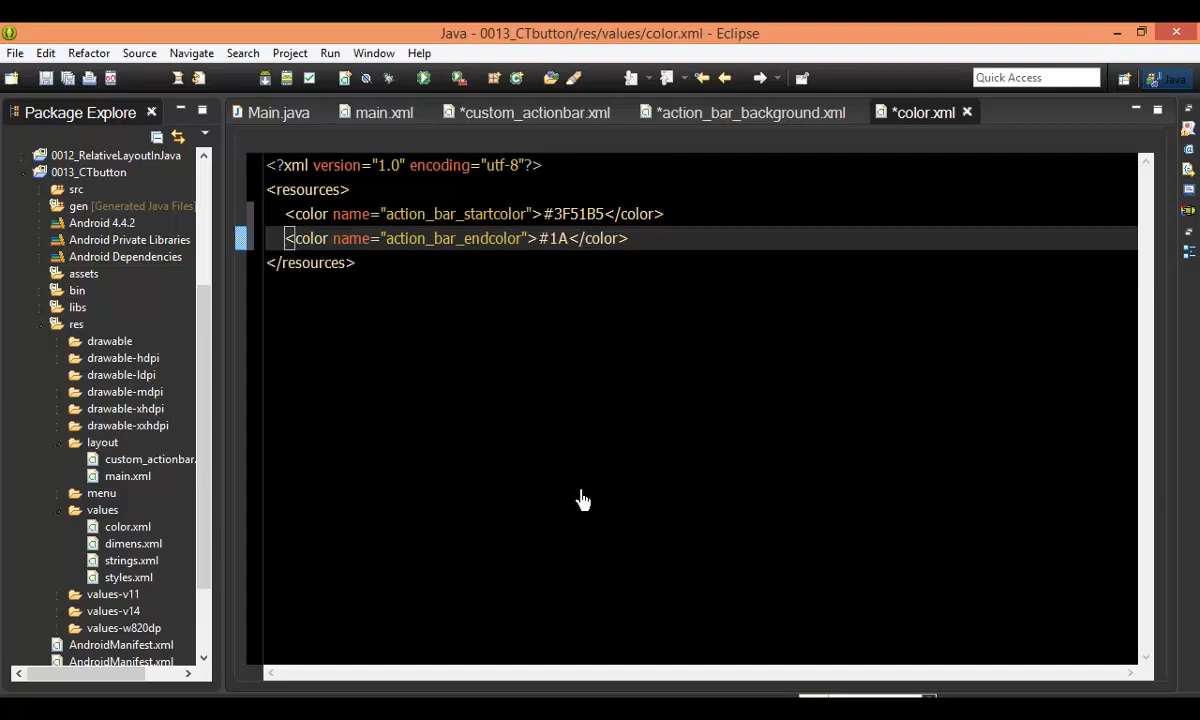 Java - 0013_CTbutton/res/values/color.xml - Eclipse
File Edit Refactor Source Navigate Search Project Run Window Help
Quick Access
Java
Package Explore
Main.java main.xml *custom_actionbar.xml *action_bar_background.xml *color.xml
0012_RelativeLayoutInJava
0013_CTbutton
src
gen [Generated Java Files]
Android 4.4.2
Android Private Libraries
Android Dependencies
assets
bin
libs
res
drawable
drawable-hdpi
drawable-ldpi
drawable-mdpi
drawable-xhdpi
drawable-xxhdpi
layout
custom_actionbar.
main.xml
menu
values
color.xml
dimens.xml
strings.xml
styles.xml
values-v11
values-v14
values-w820dp
AndroidManifest.xml
AndroidManifest.xml
<?xml version="1.0" encoding="utf-8"?>
<resources>
<color name="action_bar_startcolor">#3F51B5</color>
<color name="action_bar_endcolor">#1A</color>
</resources>